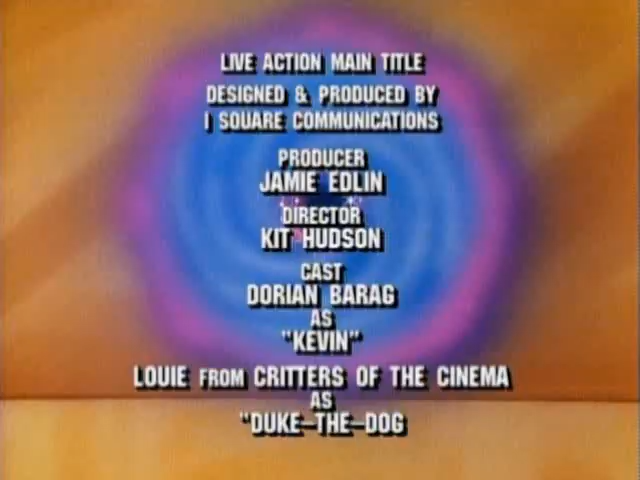 LIVE ACTION MAIN TITLE
DESIGNED & PRODUCED BY
I SQUARE COMMUNICATIONS
PRODUCER
JAMIE EDLIN
DIRECTOR
KIT HUDSON
CAST
DORIAN BARAG
AS
"KEVIN"
LOUIE FROM CRITTERS OF THE CINEMA
AS
"DUKE-THE-DOG